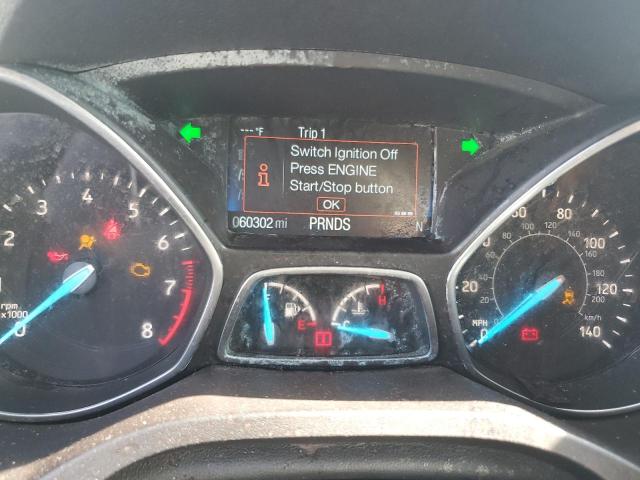 ---°F Trip 1
Switch Ignition Off
Press ENGINE
Start/Stop button
OK
060302 mi PRNDS N
2 3 4 5 6 7 8
rpm
x1000
0
E H
C
0 20 60 80 100 120 140
20 100 120 140 160 180 200
MPH km/h